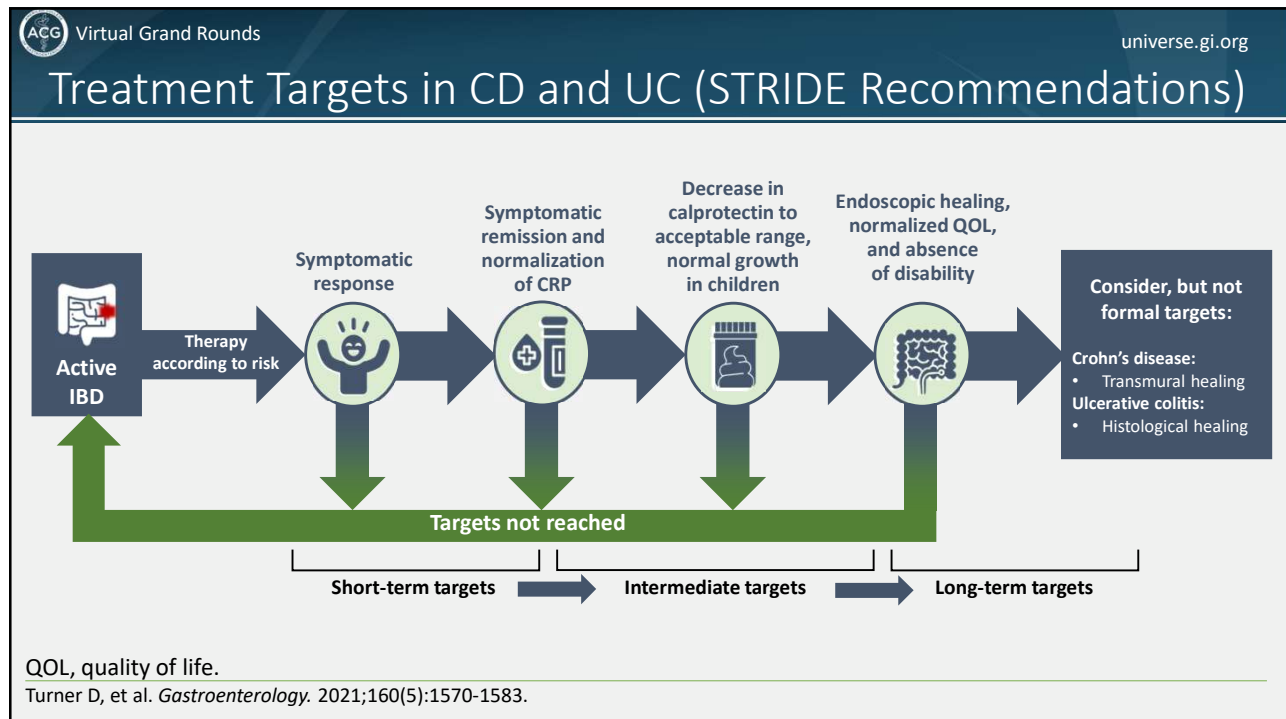 ACG
Virtual Grand Rounds
universe.gi.org
Treatment Targets in CD and UC (STRIDE Recommendations)
Active
IBD
Therapy
according to risk
Symptomatic
response
Symptomatic
remission and
normalization
of CRP
Decrease in
calprotectin to
acceptable range,
normal growth
in children
Endoscopic healing,
normalized QOL,
and absence
of disability
Consider, but not
formal targets:
Crohn's disease:
• Transmural healing
Ulcerative colitis:
• Histological healing
Targets not reached
Short-term targets
Intermediate targets
Long-term targets
QOL, quality of life.
Turner D, et al. Gastroenterology. 2021;160(5):1570-1583.